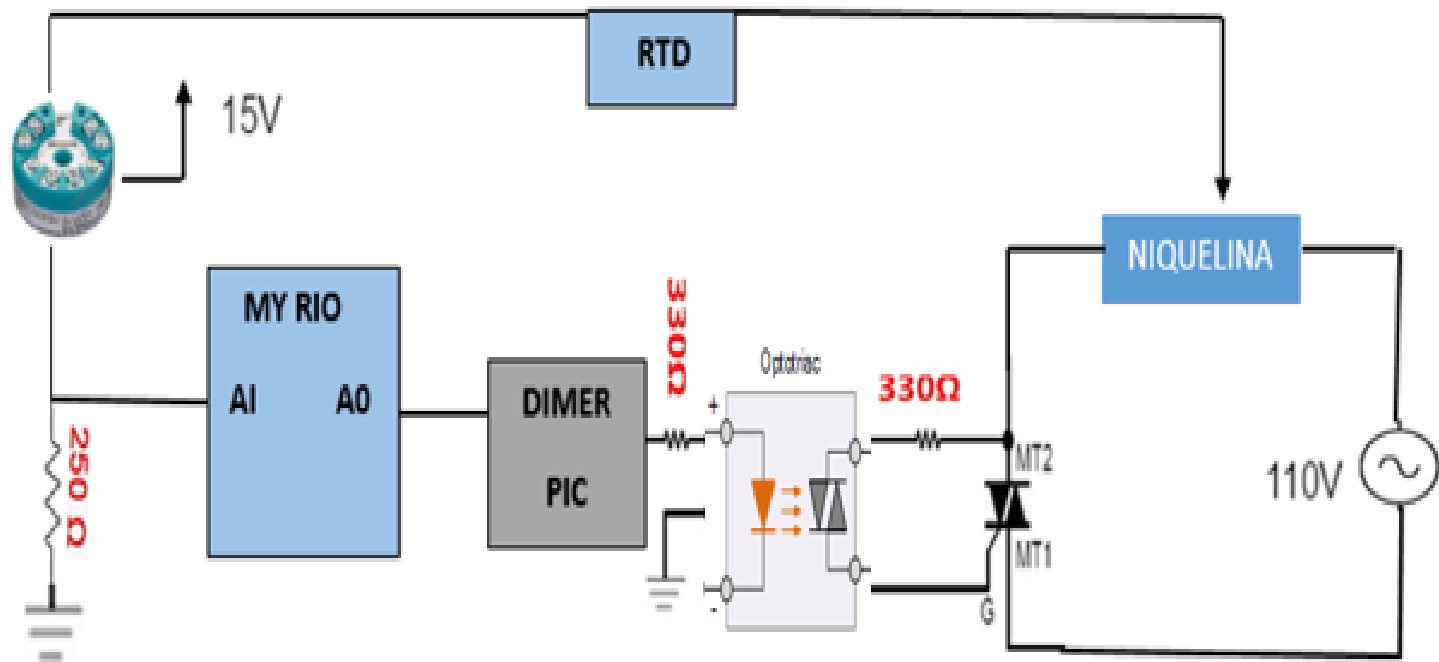 RTD
15V
NIQUELINA
MY RIO
AI
A0
250 Ω
DIMER
PIC
330Ω
Optotriac
+
-
330Ω
MT2
MT1
G
110V